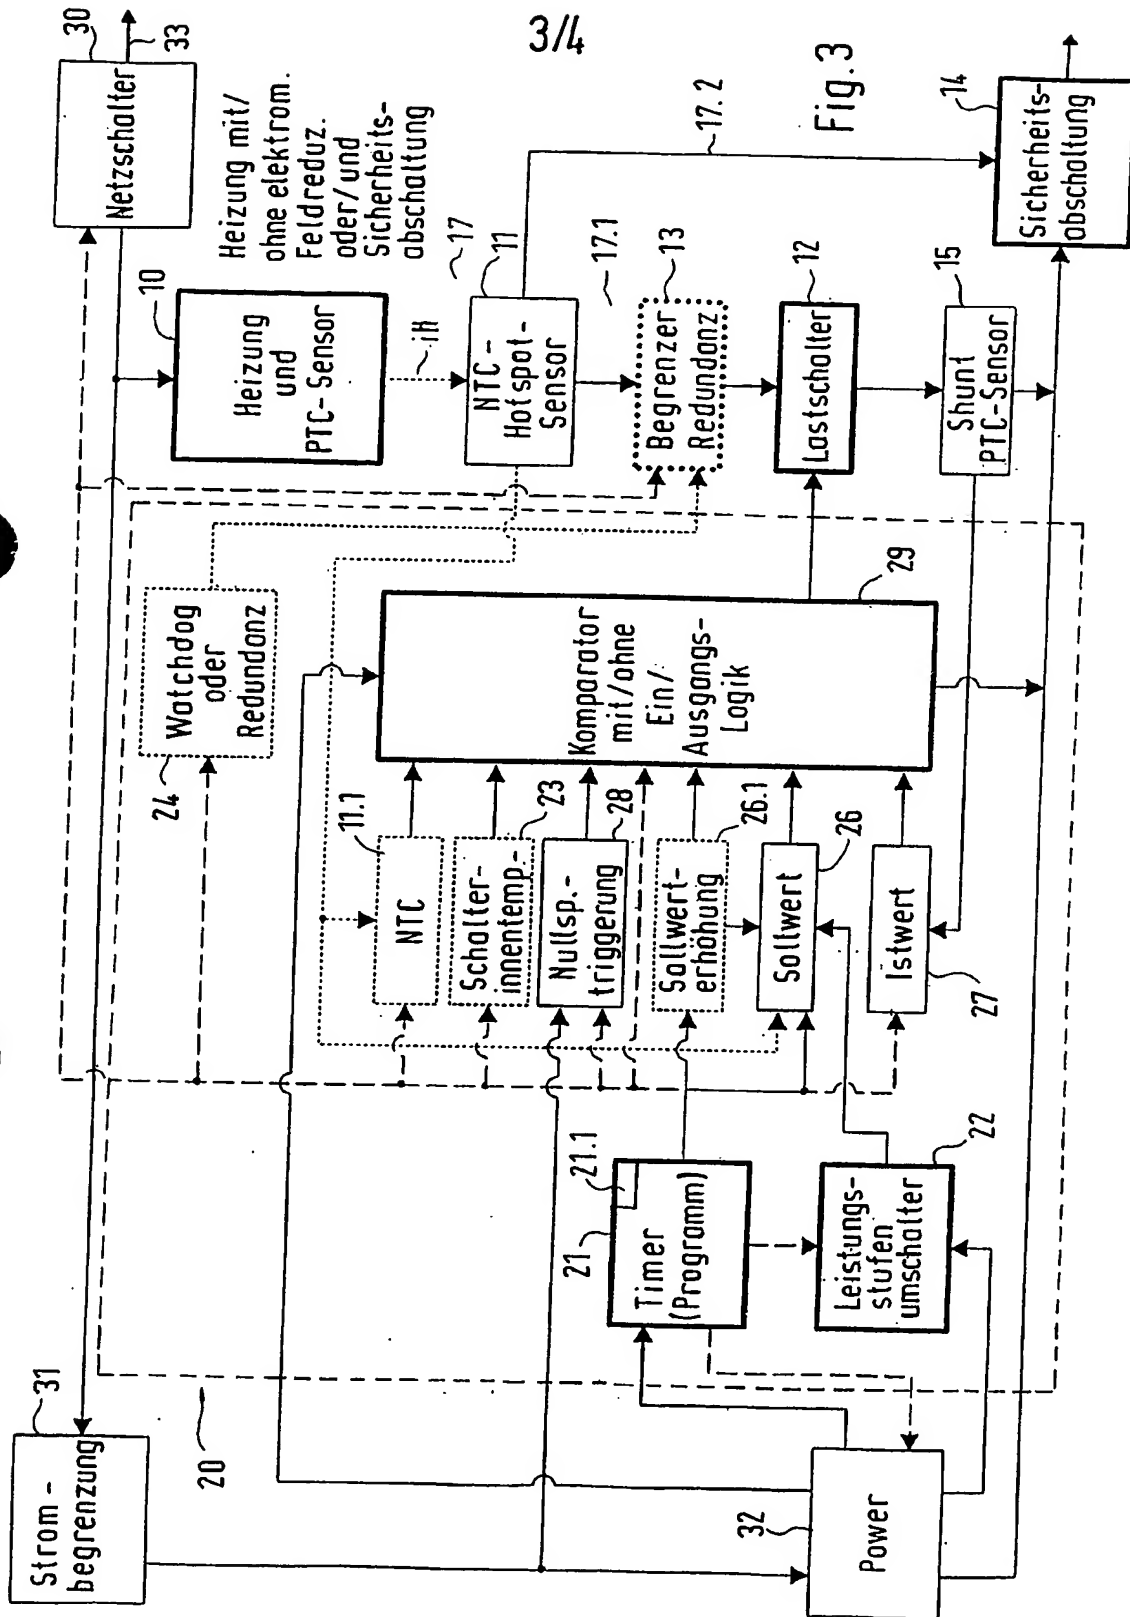 3/4
Fig.3
30
33
Netzschalter
Heizung mit/
ohne elektrom.
Feldreduz.
oder/und
Sicherheits-
abschaltung
10
Heizung
und
PTC-Sensor
iH
17
11
NTC-
Hotspot-
Sensor
17.1
17.2
13
Begrenzer
Redundanz
12
Lastschalter
15
Shunt
PTC-Sensor
14
Sicherheits-
abschaltung
24
Watchdog
oder
Redundanz
29
Komparator
mit/ohne
Ein/
Ausgangs-
Logik
11.1
NTC
23
Schalter-
innentemp.-
28
Nullsp.-
triggerung
26.1
Sollwert-
erhöhung
26
Sollwert
27
Istwert
21
21.1
Timer
(Programm)
22
Leistungs-
stufen
umschalter
31
Strom-
begrenzung
20
32
Power